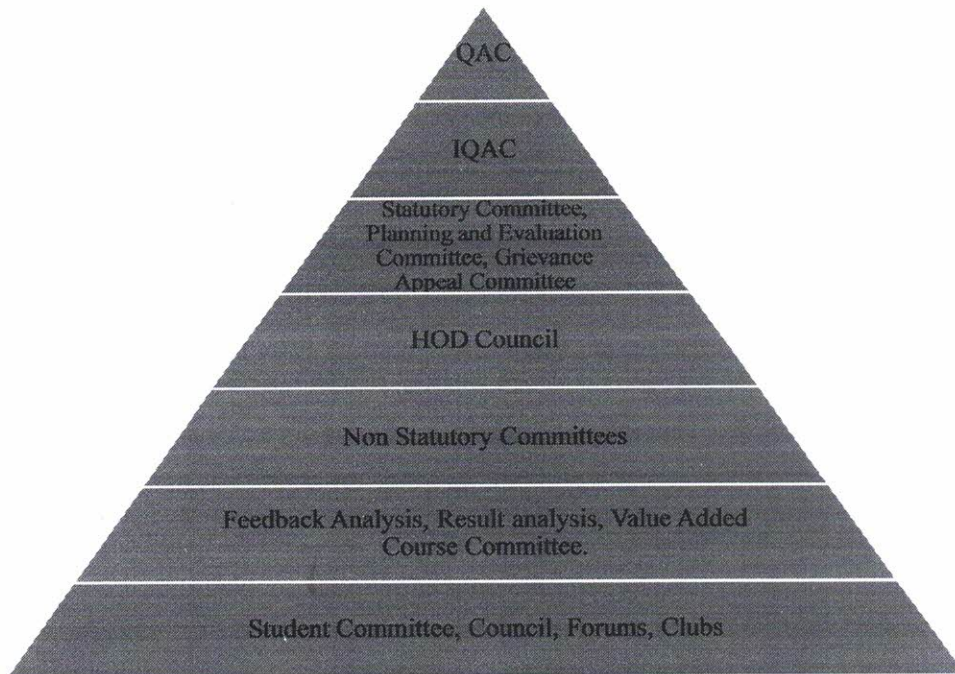 QAC
IQAC
Statutory Committee,
Planning and Evaluation
Committee, Grievance
Appeal Committee
HOD Council
Non Statutory Committees
Feedback Analysis, Result analysis, Value Added
Course Committee.
Student Committee, Council, Forums, Clubs